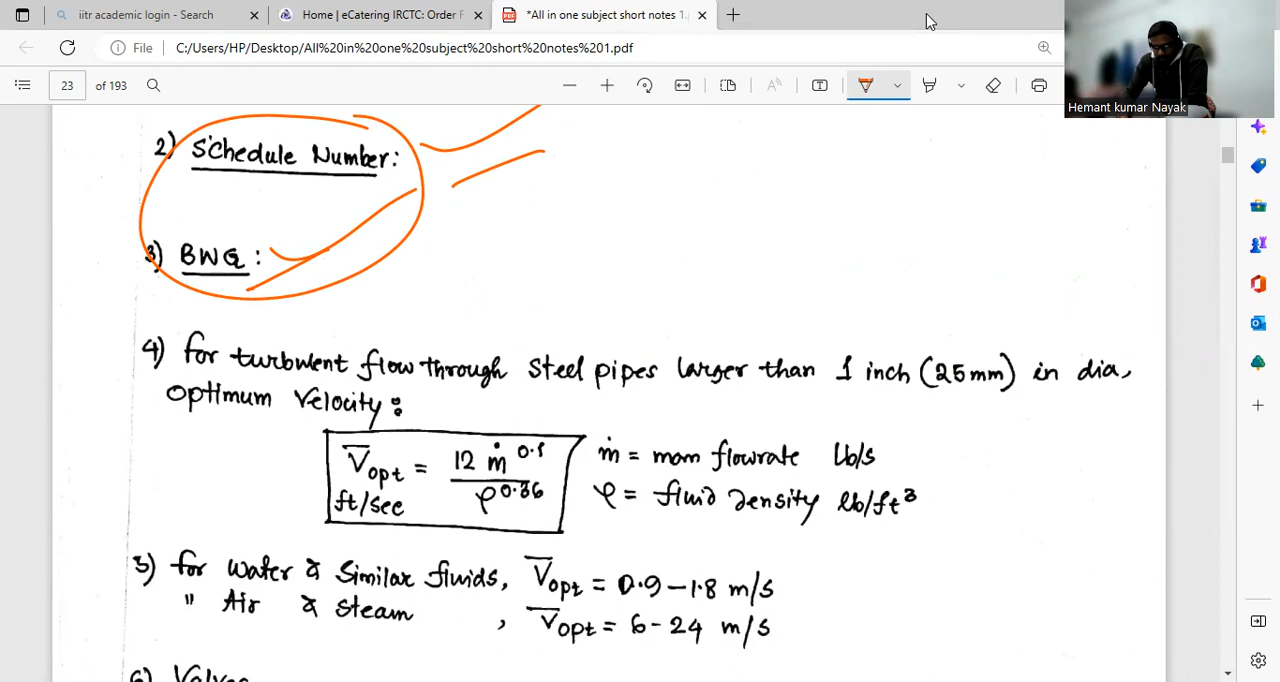 iitr academic login - Search
Home | eCatering IRCTC: Order F
*All in one subject short notes 1.p
File
C:/Users/HP/Desktop/All%20in%20one%20subject%20short%20notes%201.pdf
23 of 193
Hemant kumar Nayak
2) Schedule Number:
3) BWG :
4) for turbulent flow through Steel pipes larger than 1 inch (25mm) in dia,
optimum Velocity :
V̅opt = 12 ṁ^0.1 / ρ^0.36
ft/sec
ṁ = mass flowrate lb/s
ρ = fluid density lb/ft³
5) for Water & Similar fluids, V̅opt = 0.9 – 1.8 m/s
" Air & Steam , V̅opt = 6 – 24 m/s
6) Valves